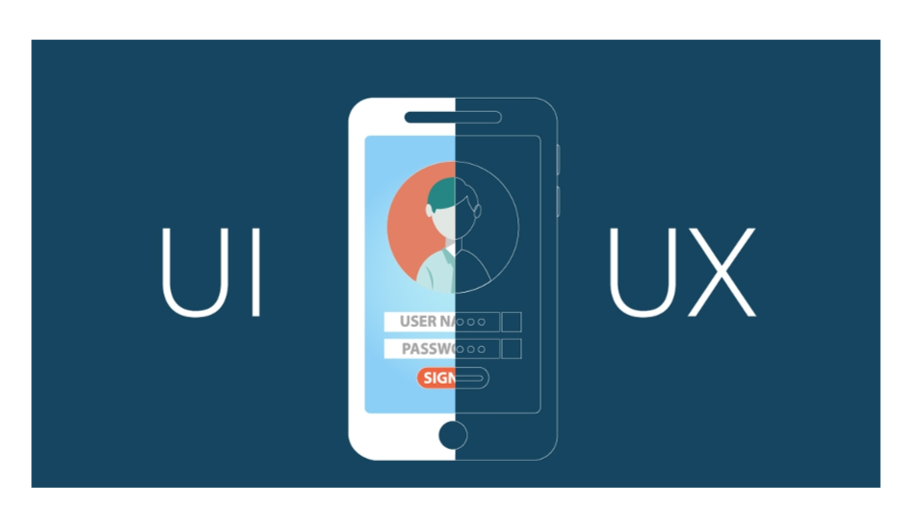 UI
UX
USER NA
PASSWO
SIGN